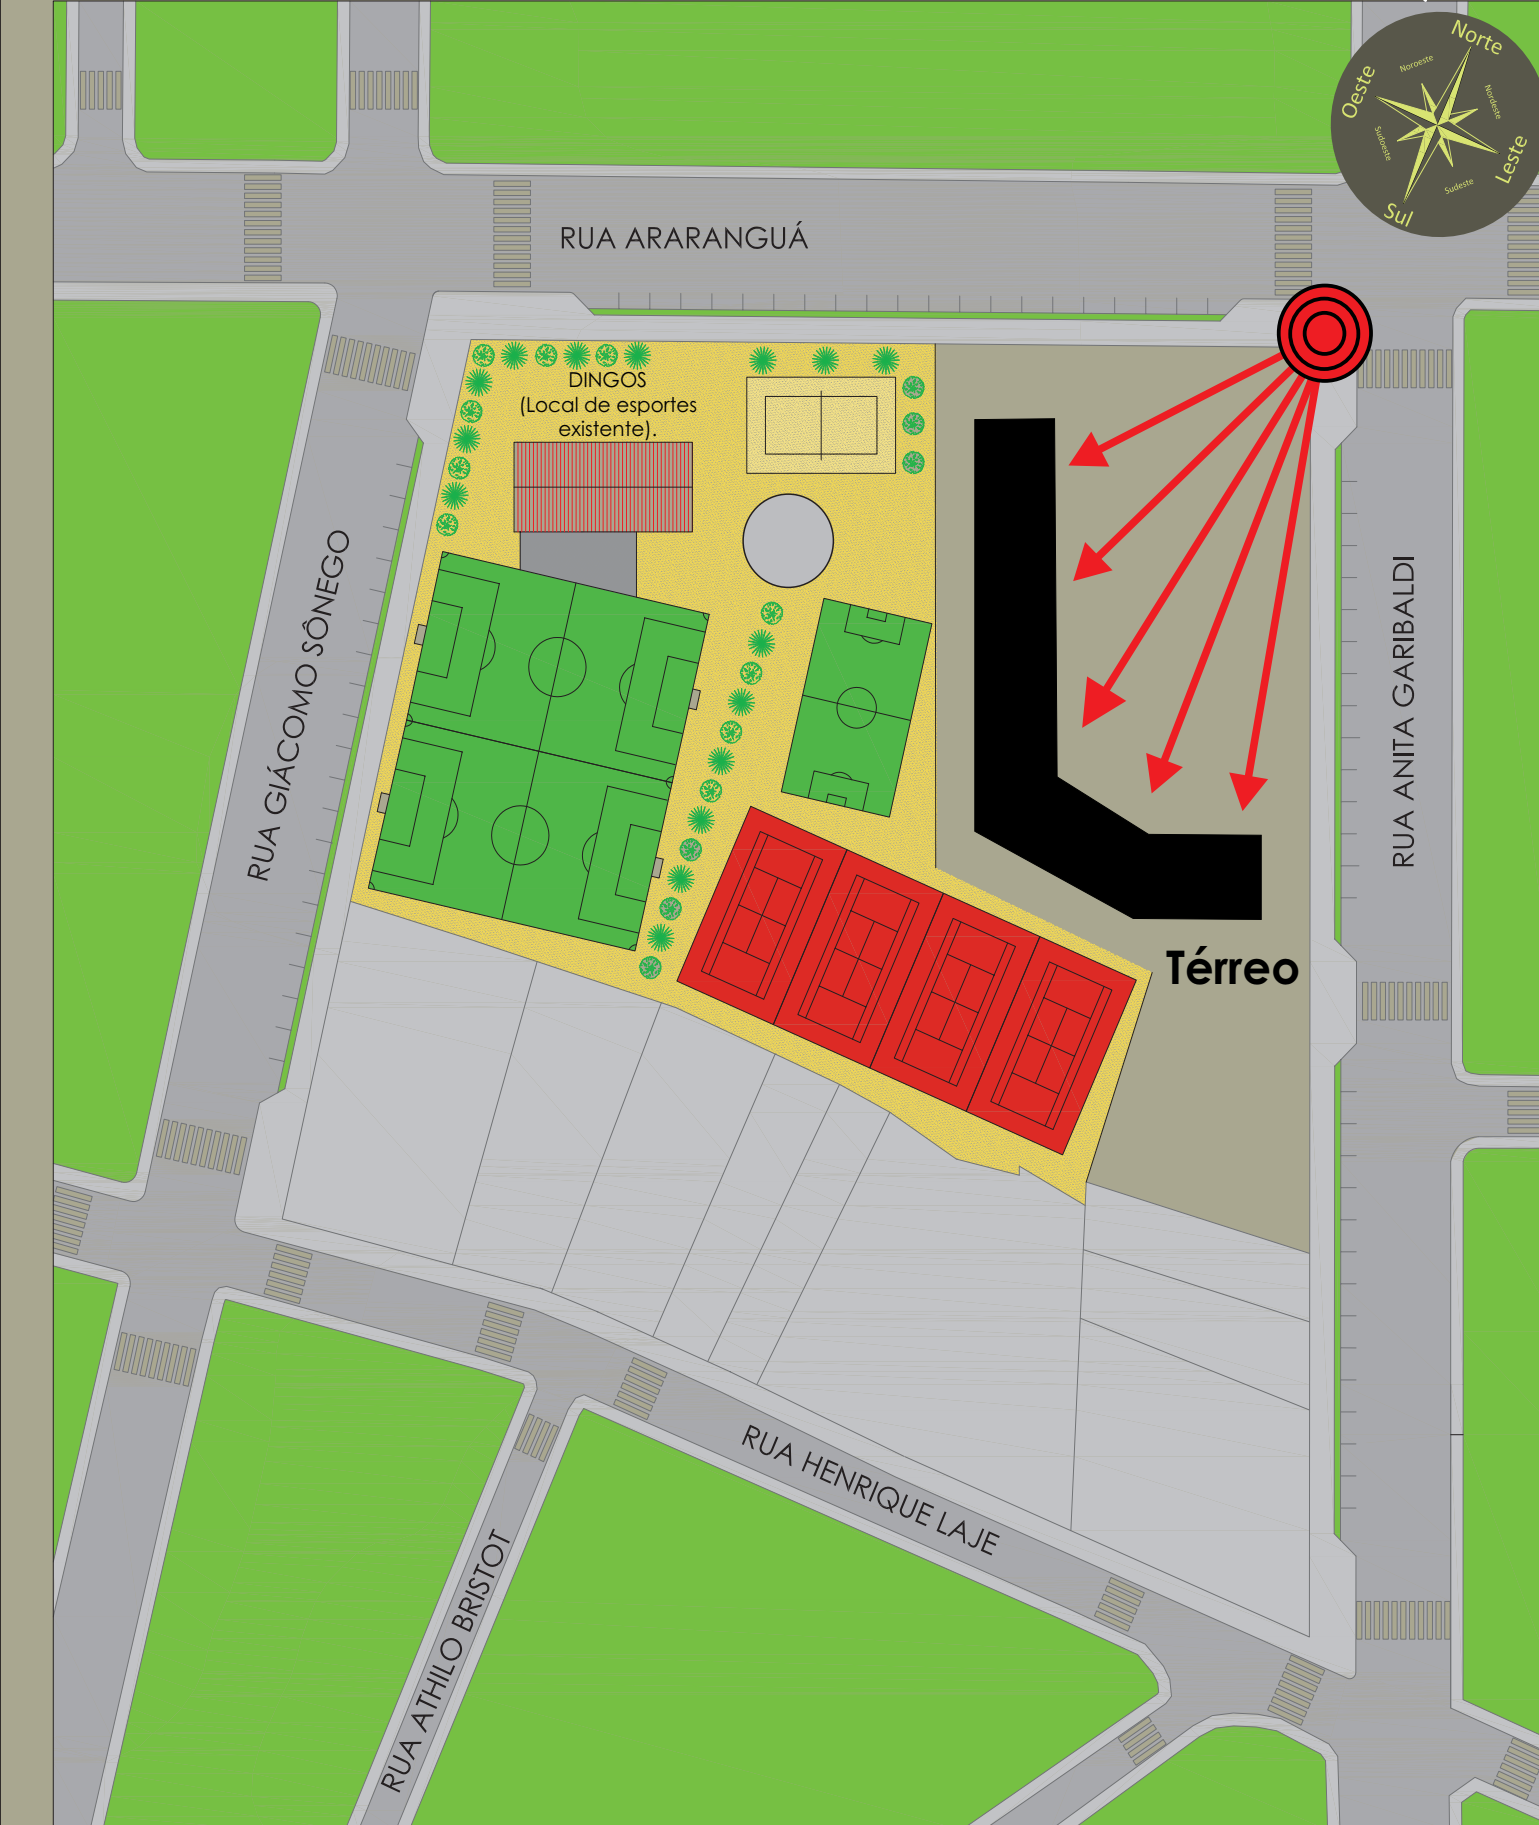 Norte
Noroeste
Nordeste
Oeste
Leste
Sudoeste
Sudeste
Sul
RUA ARARANGUÁ
DINGOS
(Local de esportes
existente).
RUA GIÁCOMO SÔNEGO
RUA ANITA GARIBALDI
Térreo
RUA HENRIQUE LAJE
RUA ATHILO BRISTOT